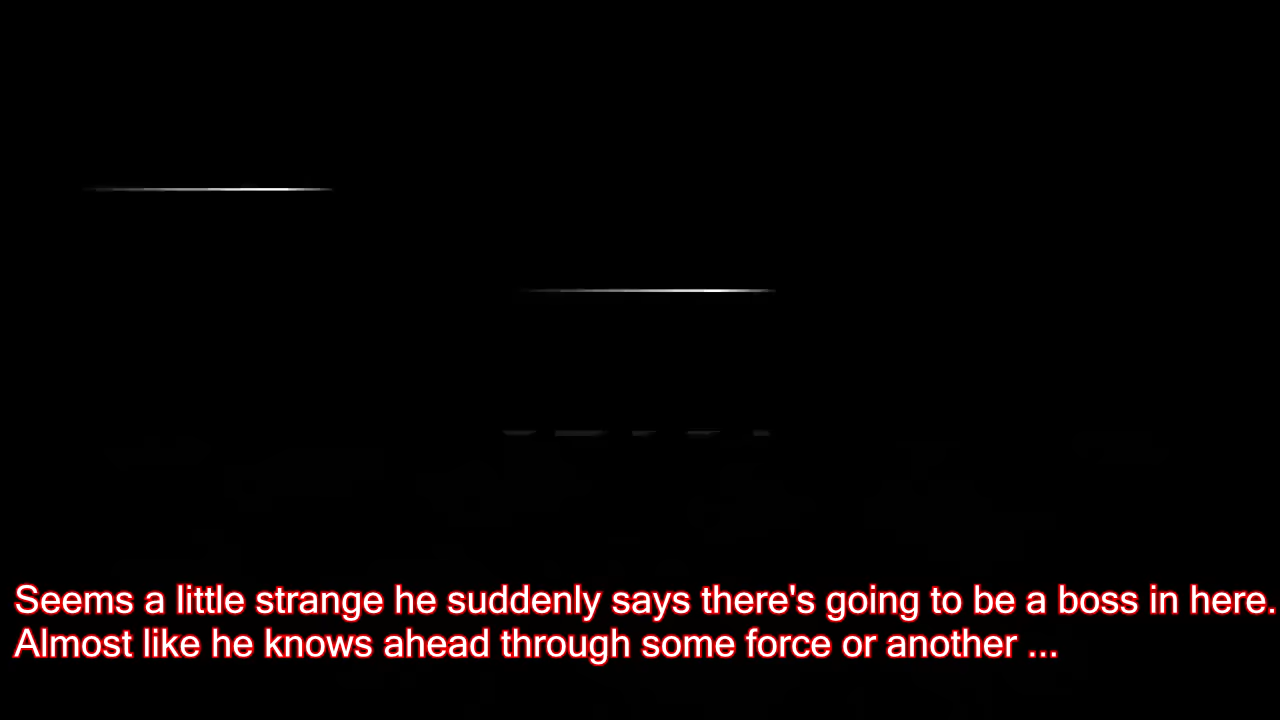 Seems a little strange he suddenly says there's going to be a boss in here.
Almost like he knows ahead through some force or another ...